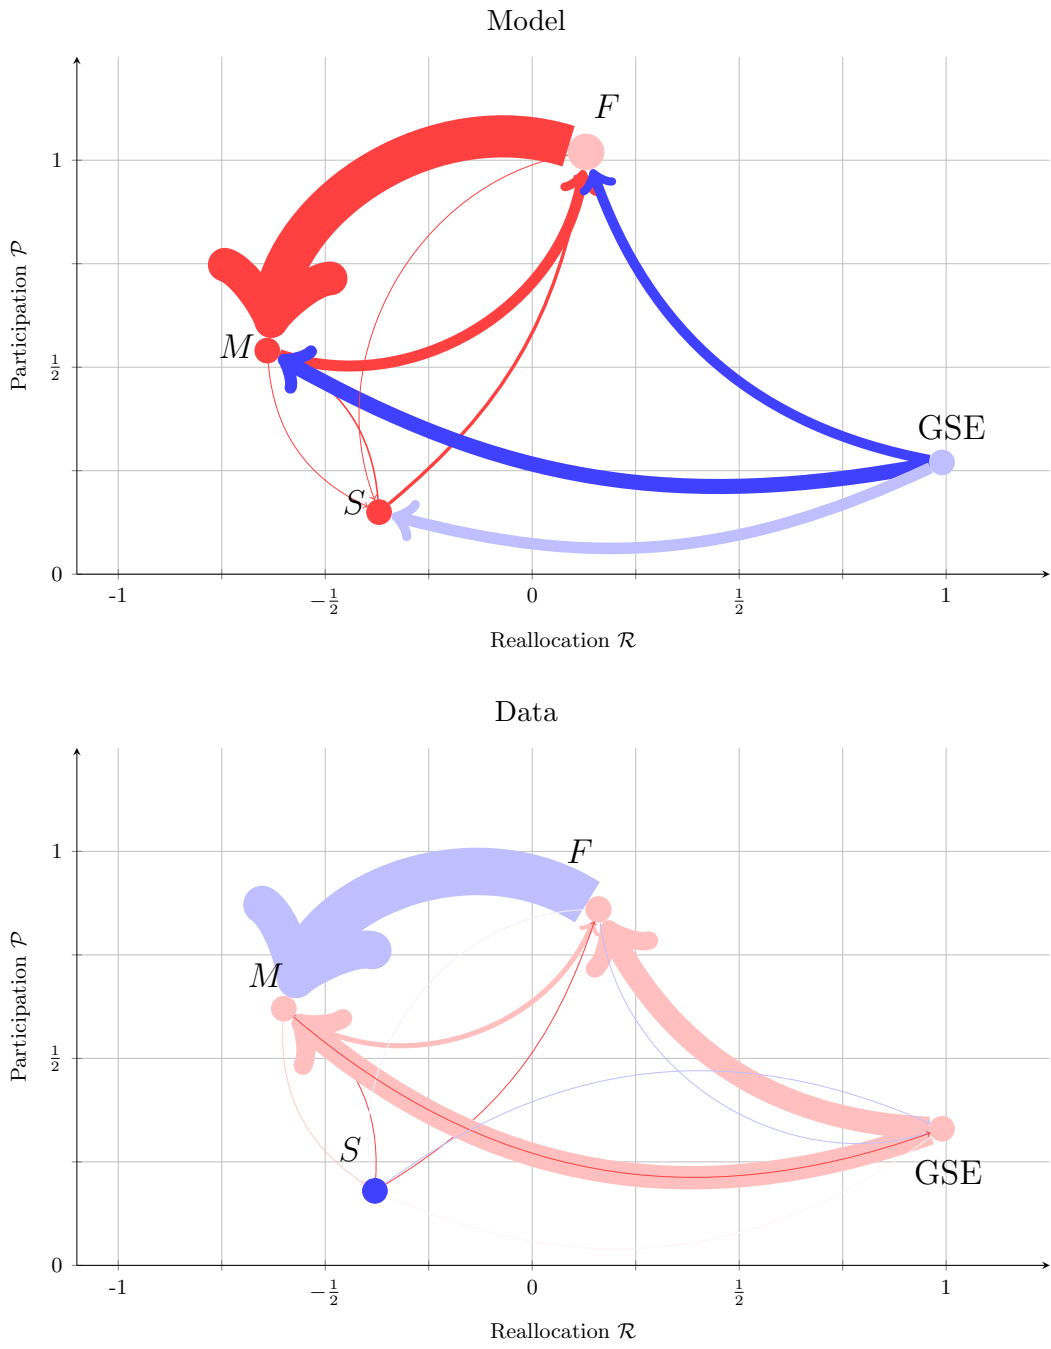 Model
Participation 𝒫
1
½
0
F
M
S
GSE
-1
−½
0
½
1
Reallocation ℛ
Data
Participation 𝒫
1
½
0
F
M
S
GSE
-1
−½
0
½
1
Reallocation ℛ